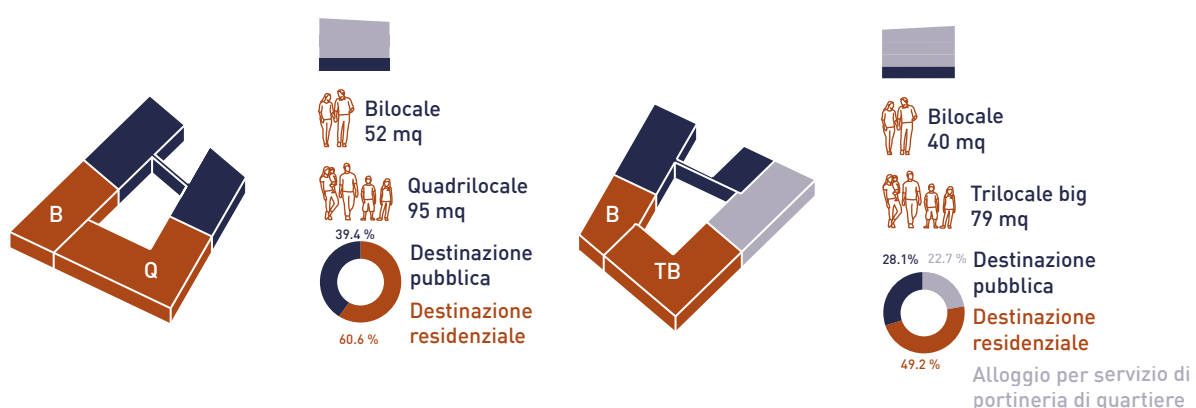 B
Q
Bilocale
52 mq
Quadrilocale
95 mq
39.4 %
Destinazione
pubblica
Destinazione
residenziale
60.6 %
B
TB
Bilocale
40 mq
Trilocale big
79 mq
28.1%
22.7 %
Destinazione
pubblica
Destinazione
residenziale
49.2 %
Alloggio per servizio di
portineria di quartiere